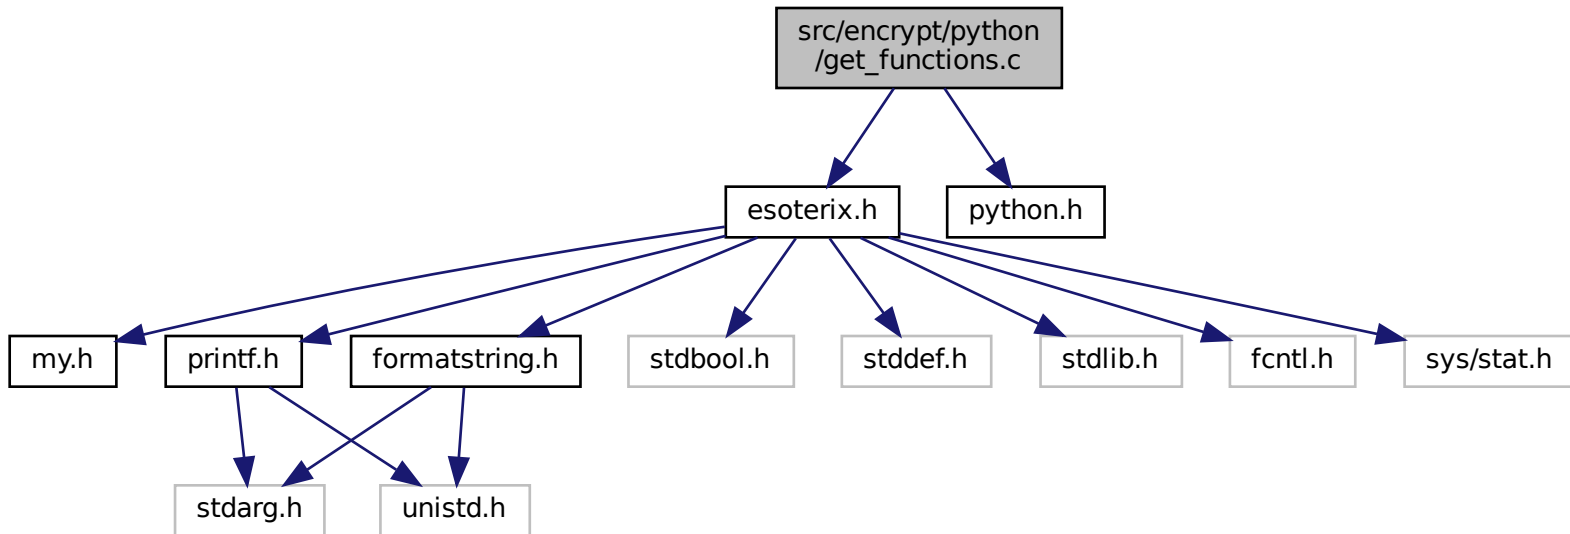 src/encrypt/python
/get_functions.c
esoterix.h
python.h
my.h
printf.h
formatstring.h
stdbool.h
stddef.h
stdlib.h
fcntl.h
sys/stat.h
stdarg.h
unistd.h